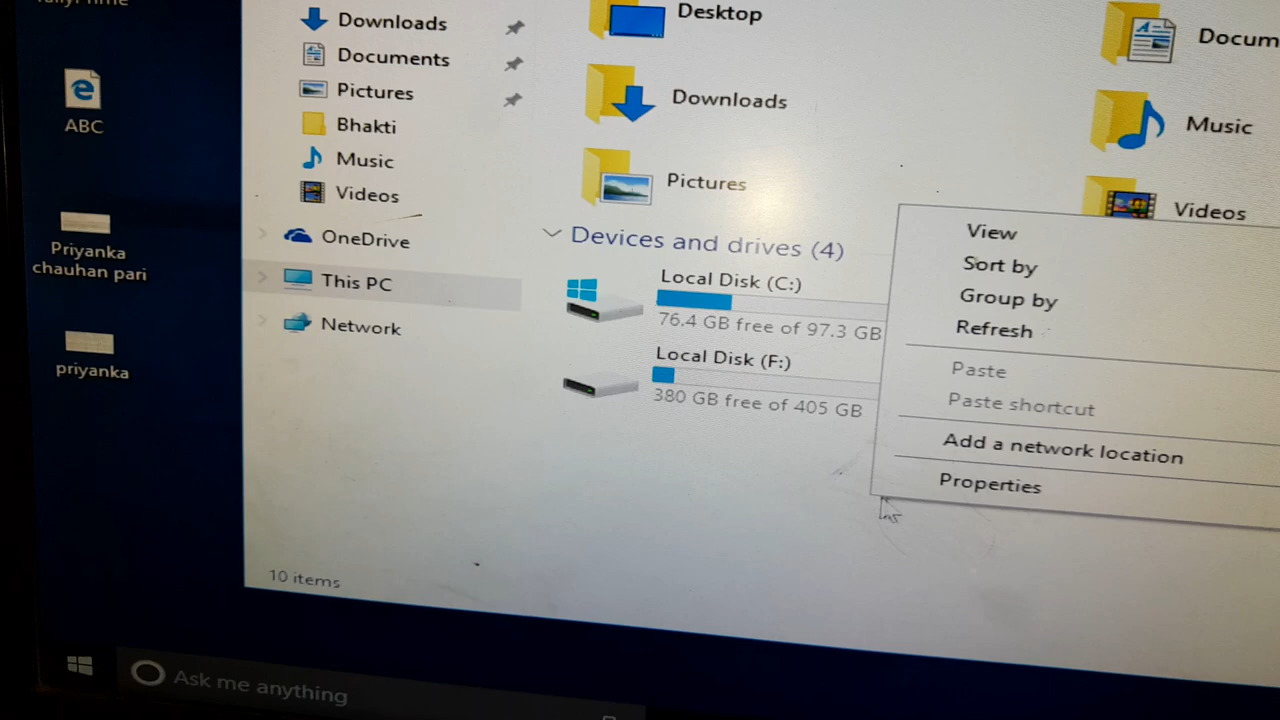 ABC
Priyanka
chauhan pari
priyanka
Downloads
Documents
Pictures
Bhakti
Music
Videos
OneDrive
This PC
Network
10 items
Desktop
Downloads
Pictures
Docum
Music
Videos
Devices and drives (4)
Local Disk (C:)
76.4 GB free of 97.3 GB
Local Disk (F:)
380 GB free of 405 GB
View
Sort by
Group by
Refresh
Paste
Paste shortcut
Add a network location
Properties
Ask me anything